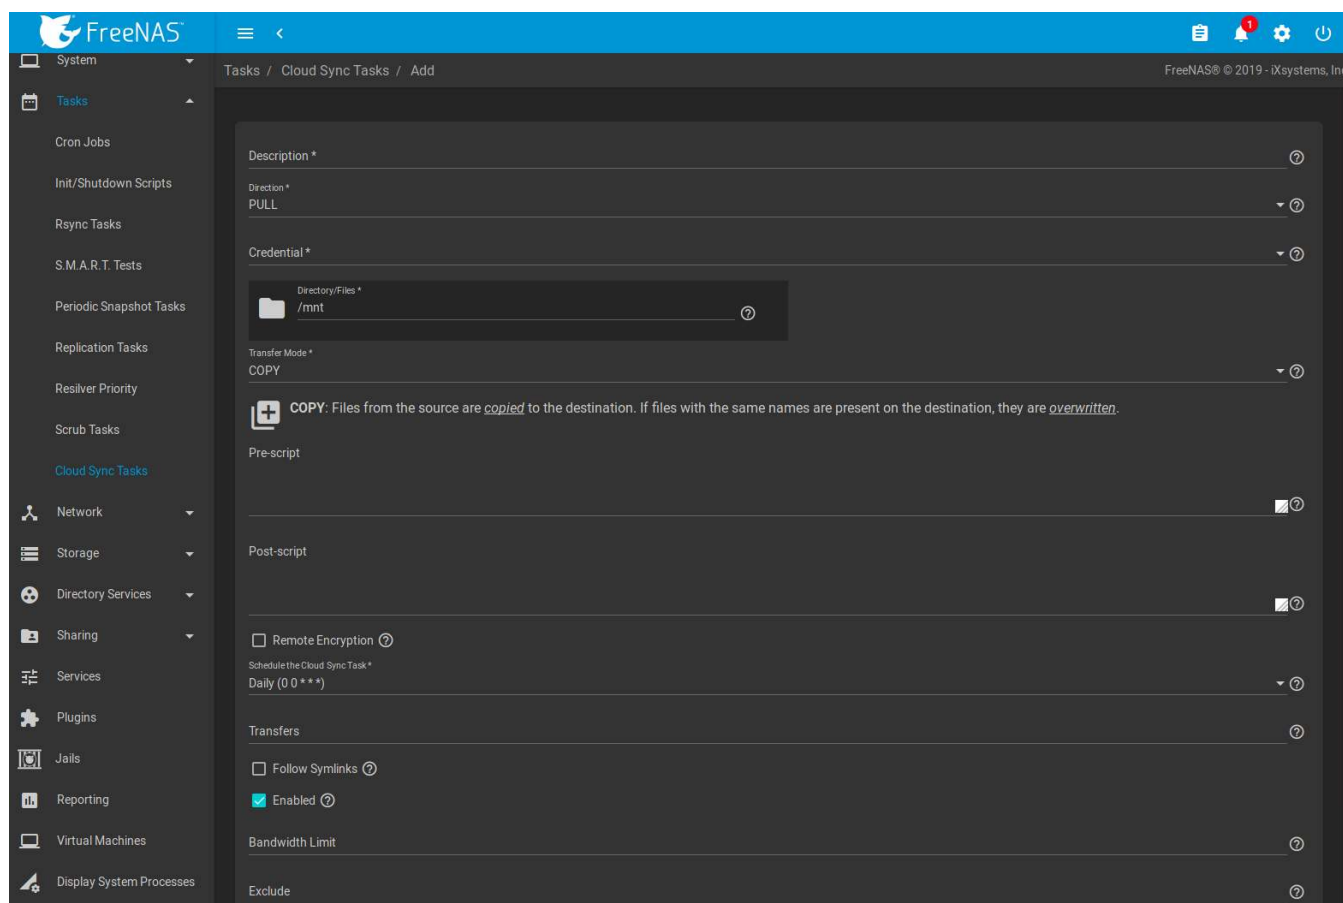 FreeNAS
1
System
Tasks / Cloud Sync Tasks / Add
FreeNAS® © 2019 - iXsystems, Inc
Tasks
Cron Jobs
Init/Shutdown Scripts
Rsync Tasks
S.M.A.R.T. Tests
Periodic Snapshot Tasks
Replication Tasks
Resilver Priority
Scrub Tasks
Cloud Sync Tasks
Network
Storage
Directory Services
Sharing
Services
Plugins
Jails
Reporting
Virtual Machines
Display System Processes
Description *
Direction *
PULL
Credential *
Directory/Files *
/mnt
Transfer Mode *
COPY
COPY: Files from the source are copied to the destination. If files with the same names are present on the destination, they are overwritten.
Pre-script
Post-script
Remote Encryption
Schedule the Cloud Sync Task *
Daily (0 0 * * *)
Transfers
Follow Symlinks
Enabled
Bandwidth Limit
Exclude